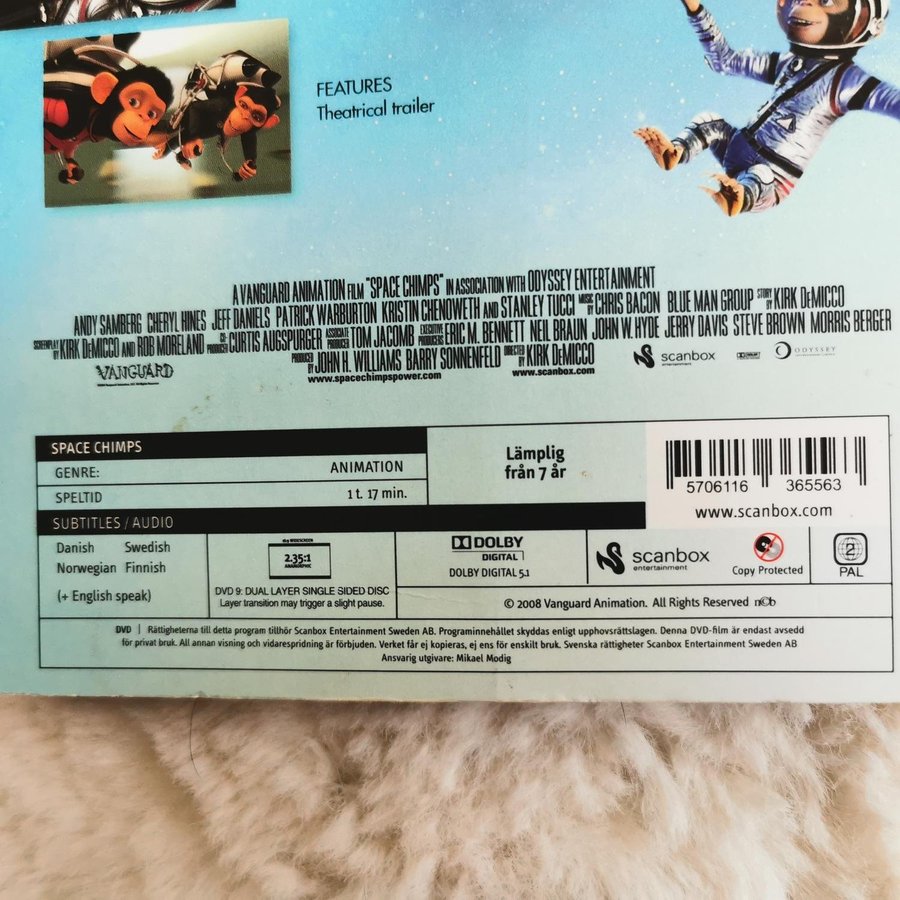 FEATURES
Theatrical trailer
A VANGUARD ANIMATION FILM "SPACE CHIMPS" IN ASSOCIATION WITH ODYSSEY ENTERTAINMENT
ANDY SAMBERG CHERYL HINES JEFF DANIELS PATRICK WARBURTON KRISTIN CHENOWETH AND STANLEY TUCCI MUSIC BY CHRIS BACON BLUE MAN GROUP STORY BY KIRK DeMICCO
SCREENPLAY BY KIRK DeMICCO AND ROB MORELAND CO-PRODUCER CURTIS AUGSPURGER ASSOCIATE PRODUCER TOM JACOMB EXECUTIVE PRODUCERS ERIC M. BENNETT NEIL BRAUN JOHN W. HYDE JERRY DAVIS STEVE BROWN MORRIS BERGER
PRODUCED BY JOHN H. WILLIAMS BARRY SONNENFELD DIRECTED BY KIRK DeMICCO
scanbox
entertainment
DOLBY
ODYSSEY
VANGUARD
www.spacechimpspower.com
www.scanbox.com
SPACE CHIMPS
GENRE: ANIMATION
SPELTID 1 t. 17 min.
Lämplig
från 7 år
5706116 365563
www.scanbox.com
SUBTITLES / AUDIO
Danish Swedish
Norwegian Finnish
(+ English speak)
16:9 WIDESCREEN
2.35:1
ANAMORPHIC
DVD 9: DUAL LAYER SINGLE SIDED DISC
Layer transition may trigger a slight pause.
DOLBY
DIGITAL
DOLBY DIGITAL 5.1
scanbox
entertainment
Copy Protected
2
PAL
© 2008 Vanguard Animation. All Rights Reserved ncb
DVD | Rättigheterna till detta program tillhör Scanbox Entertainment Sweden AB. Programinnehållet skyddas enligt upphovsrättslagen. Denna DVD-film är endast avsedd
för privat bruk. All annan visning och vidarespridning är förbjuden. Verket får ej kopieras, ej ens för enskilt bruk. Svenska rättigheter Scanbox Entertainment Sweden AB
Ansvarig utgivare: Mikael Modig